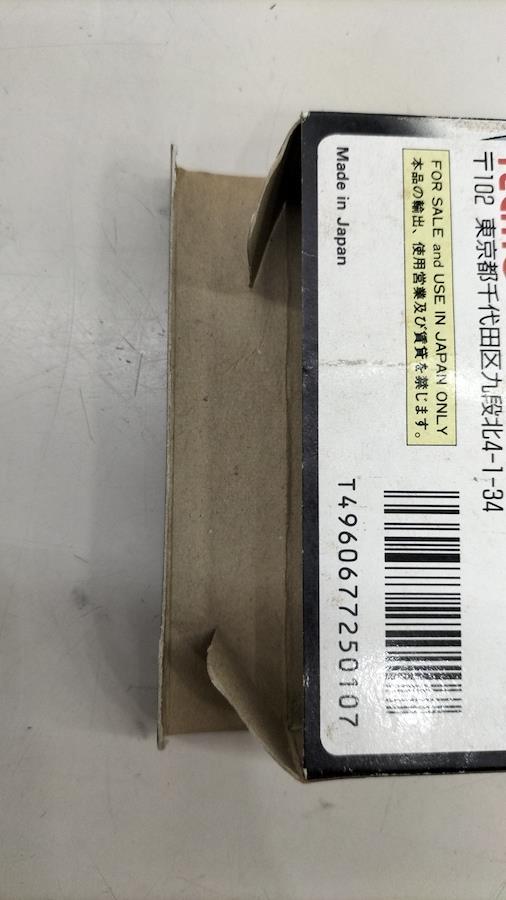 〒102 東京都千代田区九段北4-1-34
FOR SALE and USE IN JAPAN ONLY
本品の輸出、使用営業及び賃貸を禁じます。
Made in Japan
T4960677250107